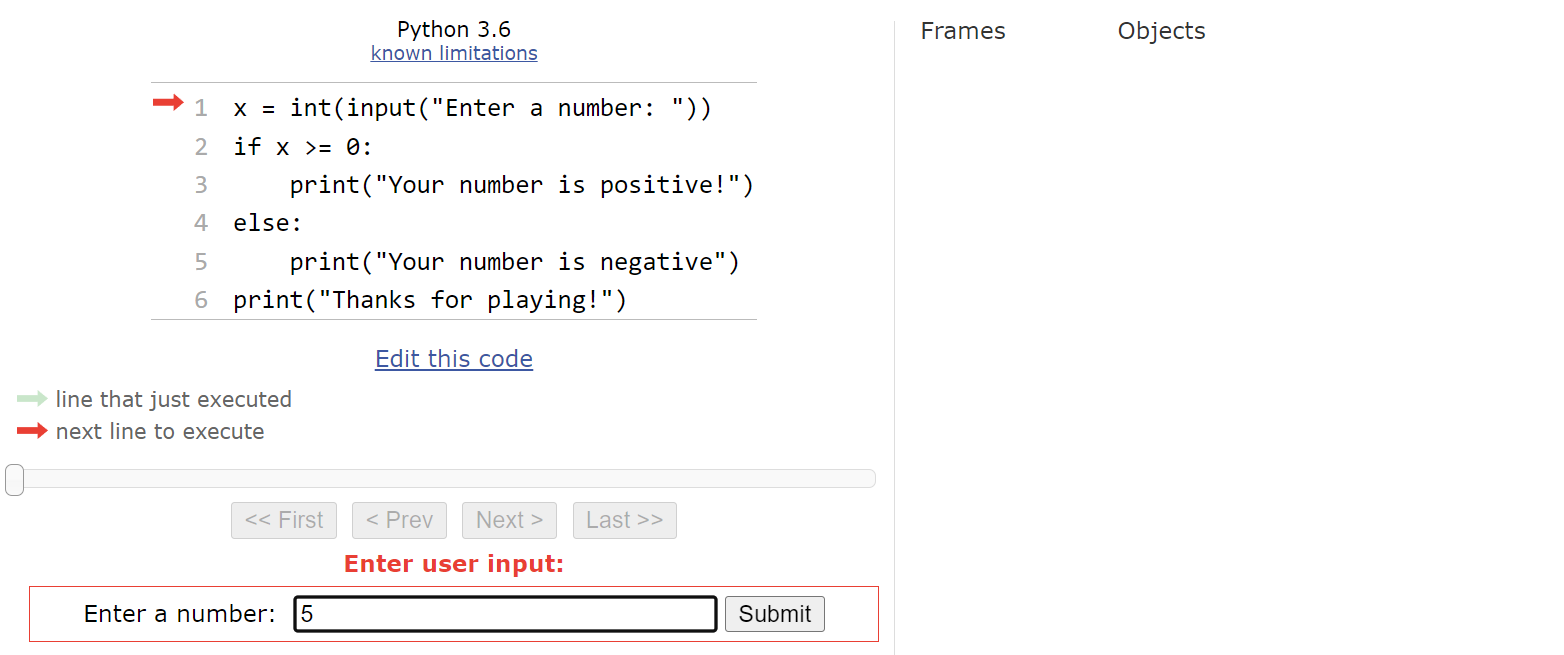 Python 3.6
known limitations
1 x = int(input("Enter a number: "))
2 if x >= 0:
3     print("Your number is positive!")
4 else:
5     print("Your number is negative")
6 print("Thanks for playing!")
Edit this code
line that just executed
next line to execute
<< First < Prev Next > Last >>
Enter user input:
Enter a number: 5 Submit
Frames Objects